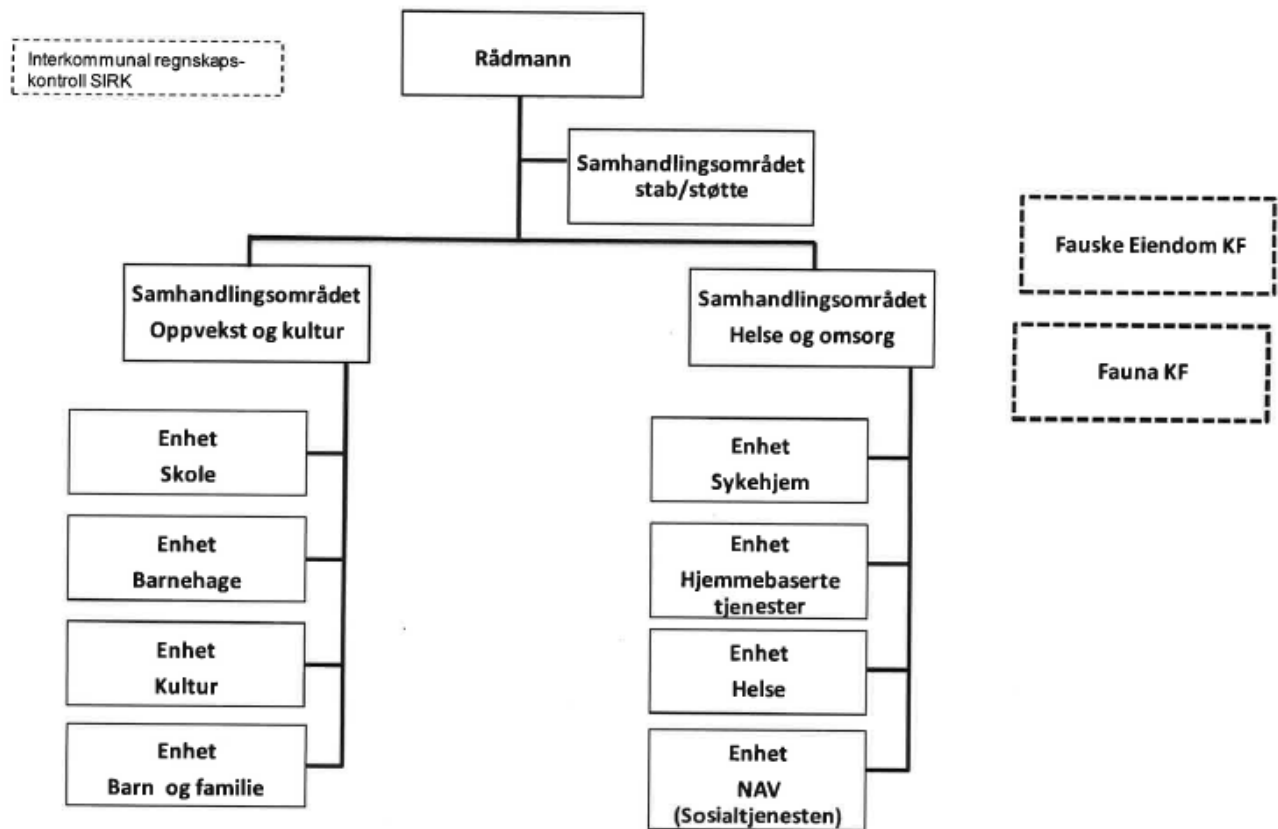 Interkommunal regnskaps-
kontroll SIRK
Rådmann
Samhandlingsområdet
stab/støtte
Samhandlingsområdet
Oppvekst og kultur
Enhet
Skole
Enhet
Barnehage
Enhet
Kultur
Enhet
Barn og familie
Samhandlingsområdet
Helse og omsorg
Enhet
Sykehjem
Enhet
Hjemmebaserte
tjenester
Enhet
Helse
Enhet
NAV
(Sosialtjenesten)
Fauske Eiendom KF
Fauna KF